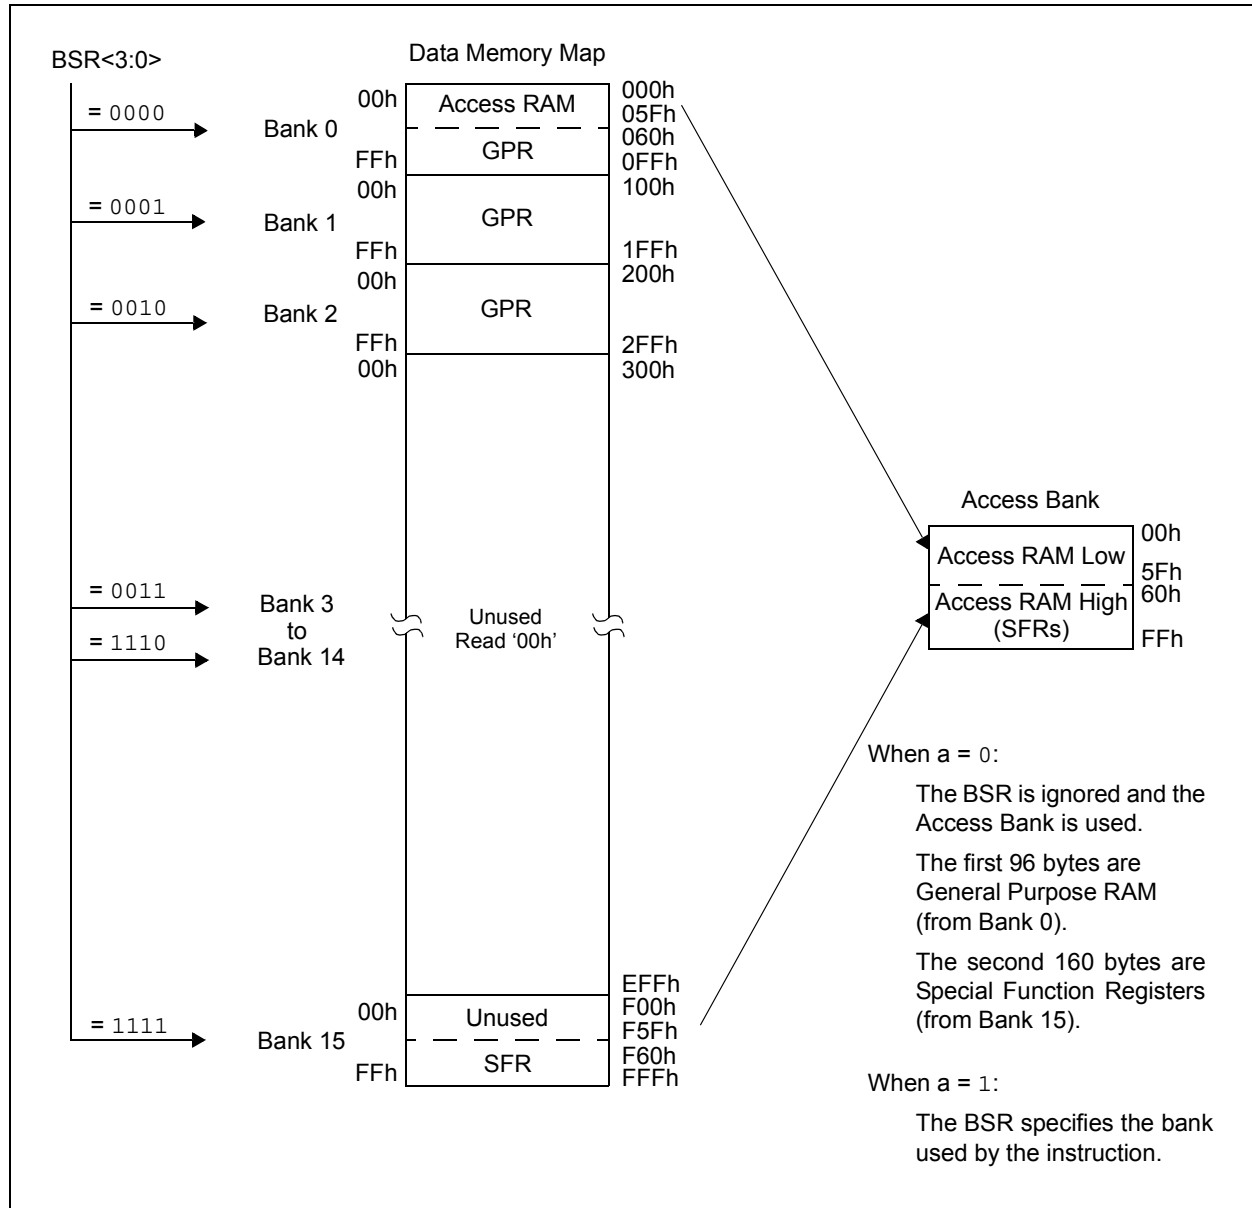 BSR<3:0>
Data Memory Map
= 0000
Bank 0
00h
Access RAM
000h
05Fh
060h
FFh
GPR
0FFh
= 0001
Bank 1
00h
GPR
100h
FFh
1FFh
= 0010
Bank 2
00h
GPR
200h
FFh
2FFh
00h
300h
= 0011
Bank 3
to
= 1110
Bank 14
Unused
Read ‘00h’
Access Bank
Access RAM Low
00h
5Fh
Access RAM High
(SFRs)
60h
FFh
When a = 0:
The BSR is ignored and the
Access Bank is used.
The first 96 bytes are
General Purpose RAM
(from Bank 0).
The second 160 bytes are
Special Function Registers
(from Bank 15).
When a = 1:
The BSR specifies the bank
used by the instruction.
EFFh
= 1111
Bank 15
00h
Unused
F00h
F5Fh
FFh
SFR
F60h
FFFh